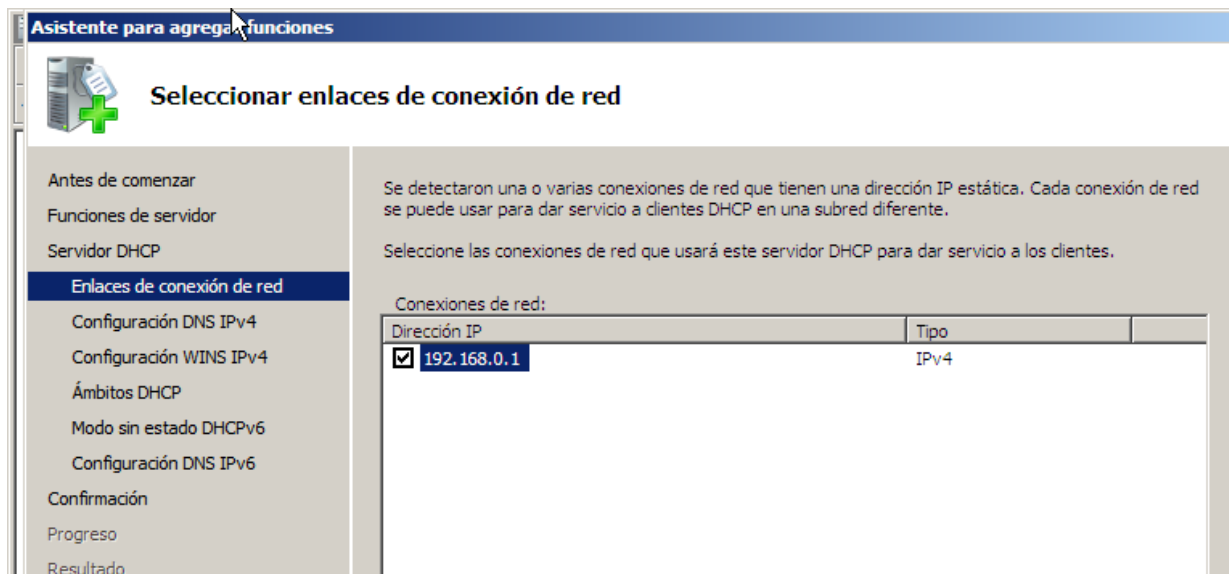 Asistente para agregar funciones
Seleccionar enlaces de conexión de red
Antes de comenzar
Funciones de servidor
Servidor DHCP
Enlaces de conexión de red
Configuración DNS IPv4
Configuración WINS IPv4
Ámbitos DHCP
Modo sin estado DHCPv6
Configuración DNS IPv6
Confirmación
Progreso
Resultado
Se detectaron una o varias conexiones de red que tienen una dirección IP estática. Cada conexión de red
se puede usar para dar servicio a clientes DHCP en una subred diferente.
Seleccione las conexiones de red que usará este servidor DHCP para dar servicio a los clientes.
Conexiones de red:
Dirección IP Tipo
192.168.0.1 IPv4